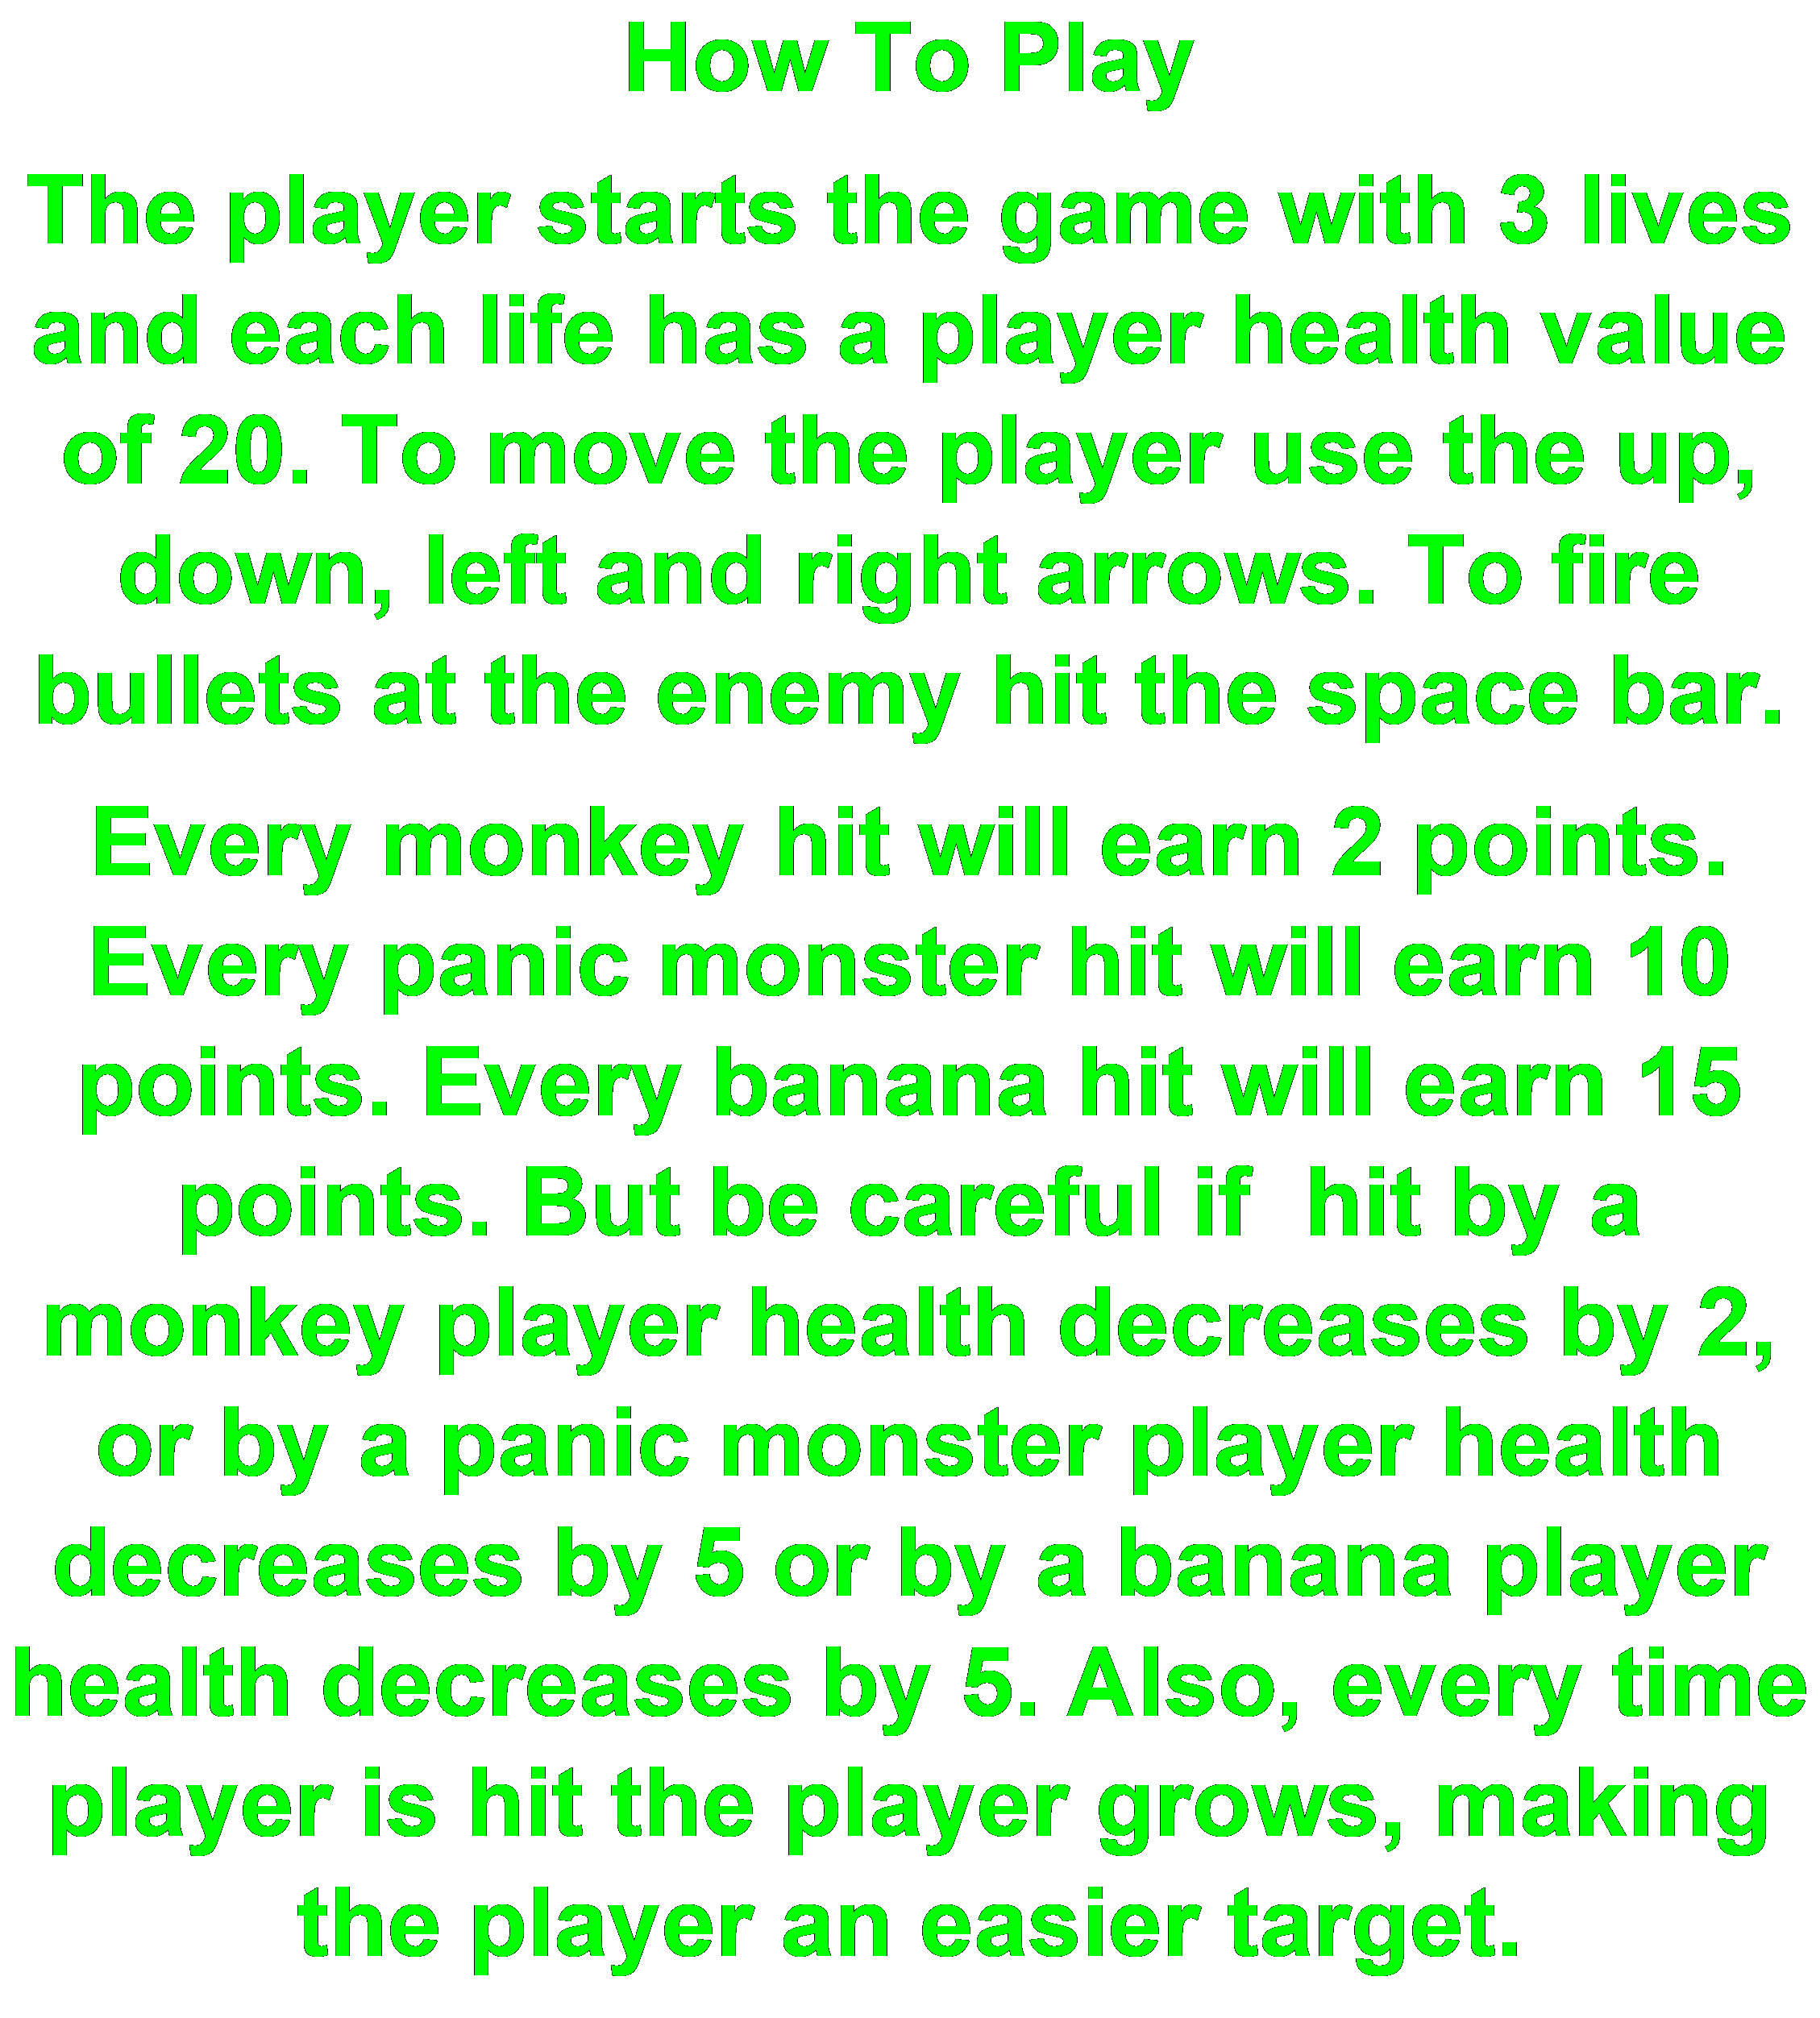 How To Play
The player starts the game with 3 lives
and each life has a player health value
of 20. To move the player use the up,
down, left and right arrows. To fire
bullets at the enemy hit the space bar.
Every monkey hit will earn 2 points.
Every panic monster hit will earn 10
points. Every banana hit will earn 15
points. But be careful if  hit by a
monkey player health decreases by 2,
or by a panic monster player health
decreases by 5 or by a banana player
health decreases by 5. Also, every time
player is hit the player grows, making
the player an easier target.